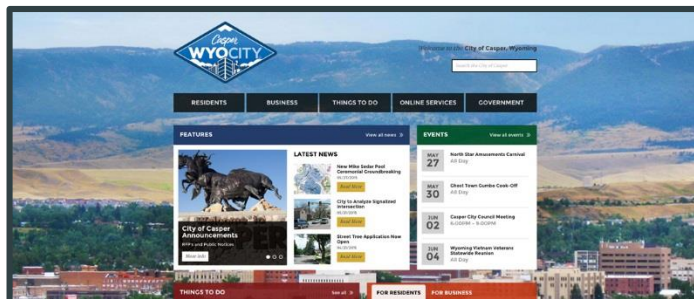 Casper
WYOCITY
Welcome to the City of Casper, Wyoming
Search the City of Casper
RESIDENTS
BUSINESS
THINGS TO DO
ONLINE SERVICES
GOVERNMENT
FEATURES
View all news »
City of Casper
Announcements
RFPs and Public Notices
LATEST NEWS
New Mike Sedar Pool
Ceremonial Groundbreaking
Read More
City to Analyze Signalized
Intersection
Read More
Street Tree Application Now
Open
Read More
EVENTS
View all events »
MAY
27
North Star Amusements Carnival
All Day
MAY
30
Ghost Town Gumbo Cook-Off
All Day
JUN
02
Casper City Council Meeting
6:00PM - 9:00PM
JUN
04
Wyoming Vietnam Veterans
Statewide Reunion
All Day
THINGS TO DO
See all »
FOR RESIDENTS
FOR BUSINESS